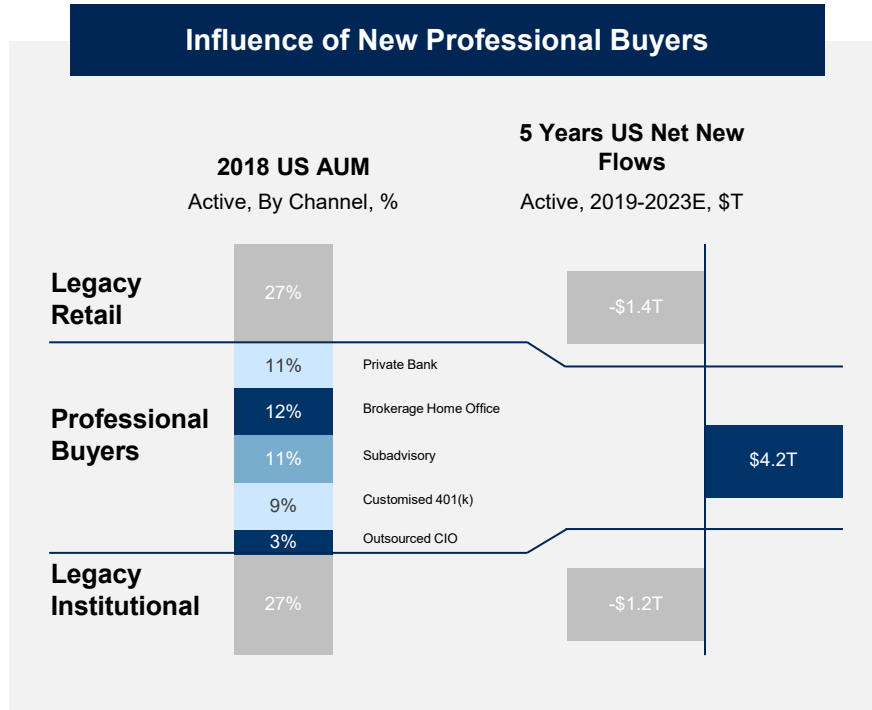 Influence of New Professional Buyers
2018 US AUM
Active, By Channel, %
5 Years US Net New
Flows
Active, 2019-2023E, $T
Legacy
Retail
27%
-$1.4T
Professional
Buyers
11%
Private Bank
12%
Brokerage Home Office
11%
Subadvisory
9%
Customised 401(k)
3%
Outsourced CIO
$4.2T
Legacy
Institutional
27%
-$1.2T